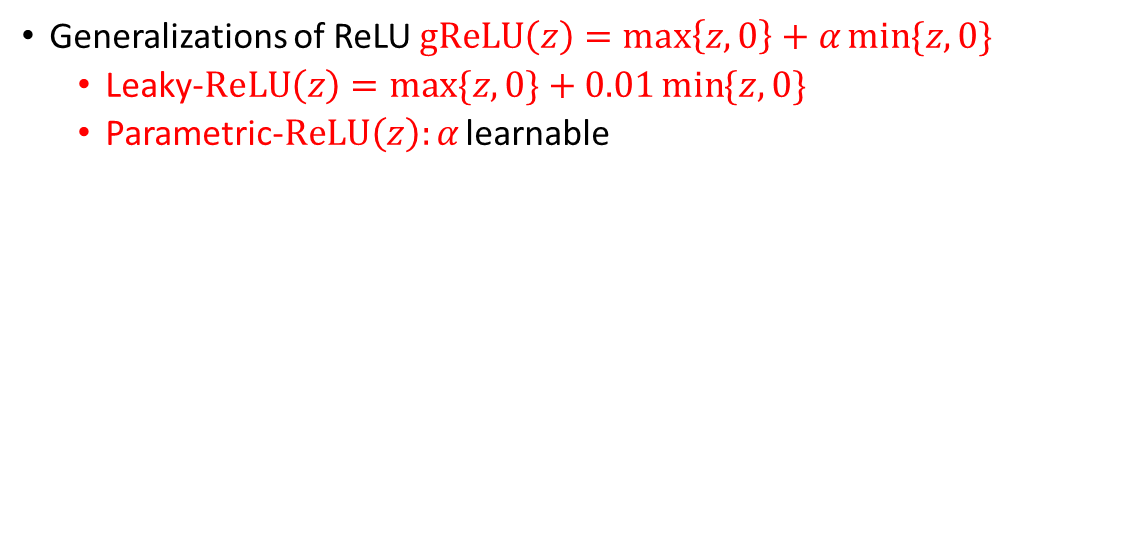 • Generalizations of ReLU gReLU(𝑧) = max{𝑧, 0} + 𝛼 min{𝑧, 0}
• Leaky-ReLU(𝑧) = max{𝑧, 0} + 0.01 min{𝑧, 0}
• Parametric-ReLU(𝑧): 𝛼 learnable